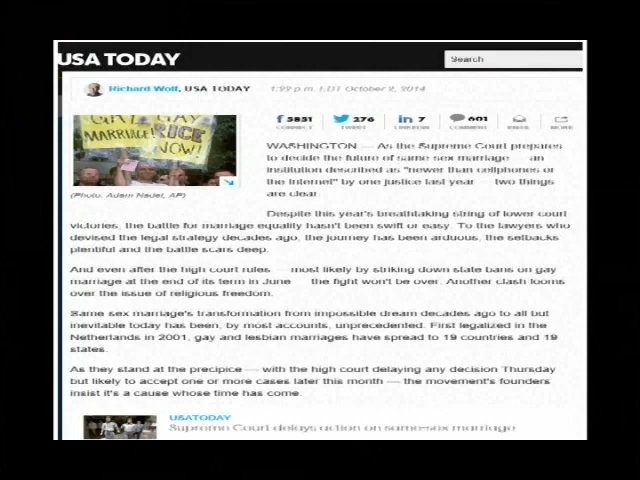 USA TODAY
Search
Richard Wolf, USA TODAY 1:22 p.m. EDT October 2, 2014
GAY GAY
MARRIAGE! RICE
NOW!
3851 CONNECT 276 TWEET 7 LINKEDIN 601 COMMENT EMAIL MORE
(Photo: Adam Nadel, AP)
WASHINGTON — As the Supreme Court prepares
to decide the future of same sex marriage — an
institution described as "newer than cellphones or
the Internet" by one justice last year — two things
are clear.
Despite this year's breathtaking string of lower court
victories, the battle for marriage equality hasn't been swift or easy. To the lawyers who
devised the legal strategy decades ago, the journey has been arduous, the setbacks
plentiful and the battle scars deep.
And even after the high court rules — most likely by striking down state bans on gay
marriage at the end of its term in June — the fight won't be over. Another clash looms
over the issue of religious freedom.
Same sex marriage's transformation from impossible dream decades ago to all but
inevitable today has been, by most accounts, unprecedented. First legalized in the
Netherlands in 2001, gay and lesbian marriages have spread to 19 countries and 19
states.
As they stand at the precipice — with the high court delaying any decision Thursday
but likely to accept one or more cases later this month — the movement's founders
insist it's a cause whose time has come.
USATODAY
Supreme Court delays action on same-sex marriage